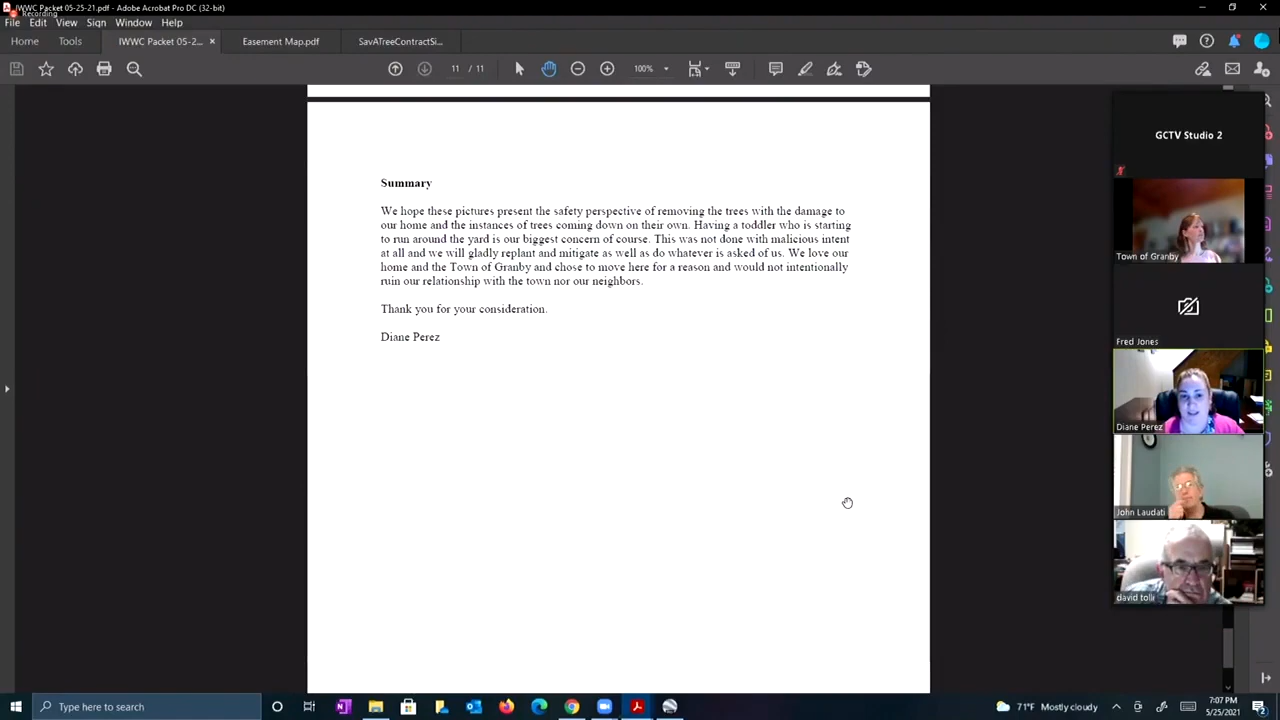 IWWC Packet 05-25-21.pdf - Adobe Acrobat Pro DC (32-bit)
Recording
File Edit View Sign Window Help
Home Tools IWWC Packet 05-2... × Easement Map.pdf SavATreeContractSi...
11 / 11 100%
Summary
We hope these pictures present the safety perspective of removing the trees with the damage to
our home and the instances of trees coming down on their own. Having a toddler who is starting
to run around the yard is our biggest concern of course. This was not done with malicious intent
at all and we will gladly replant and mitigate as well as do whatever is asked of us. We love our
home and the Town of Granby and chose to move here for a reason and would not intentionally
ruin our relationship with the town nor our neighbors.
Thank you for your consideration.
Diane Perez
GCTV Studio 2
Town of Granby
Fred Jones
Diane Perez
John Laudati
david tolli
Type here to search
71°F Mostly cloudy
7:07 PM
5/25/2021
2